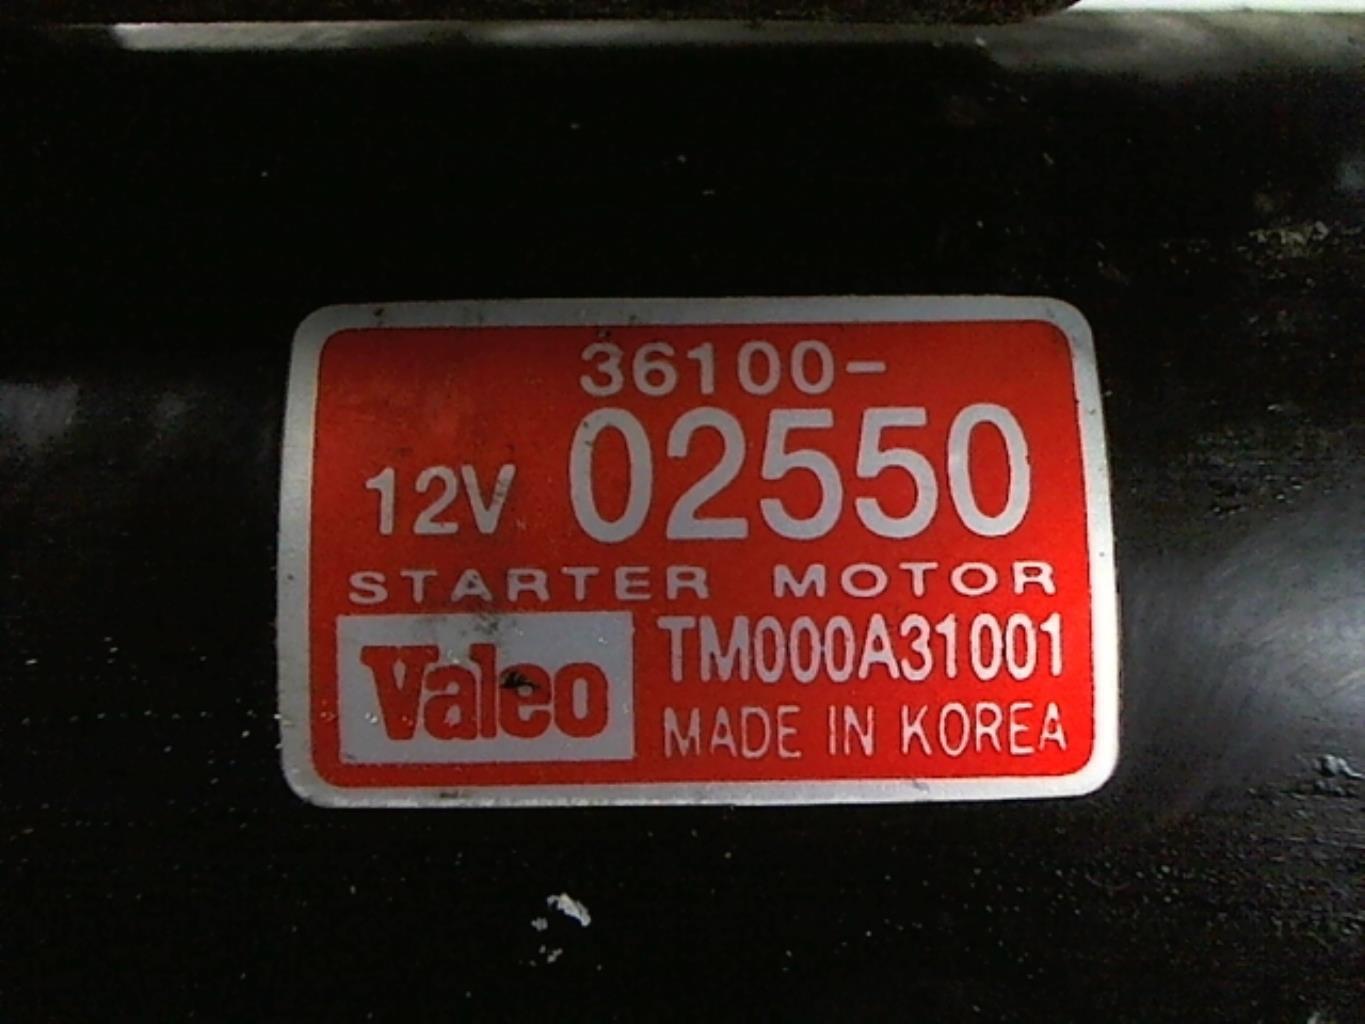 36100-
12V 02550
STARTER MOTOR
Valeo TM000A31001
MADE IN KOREA